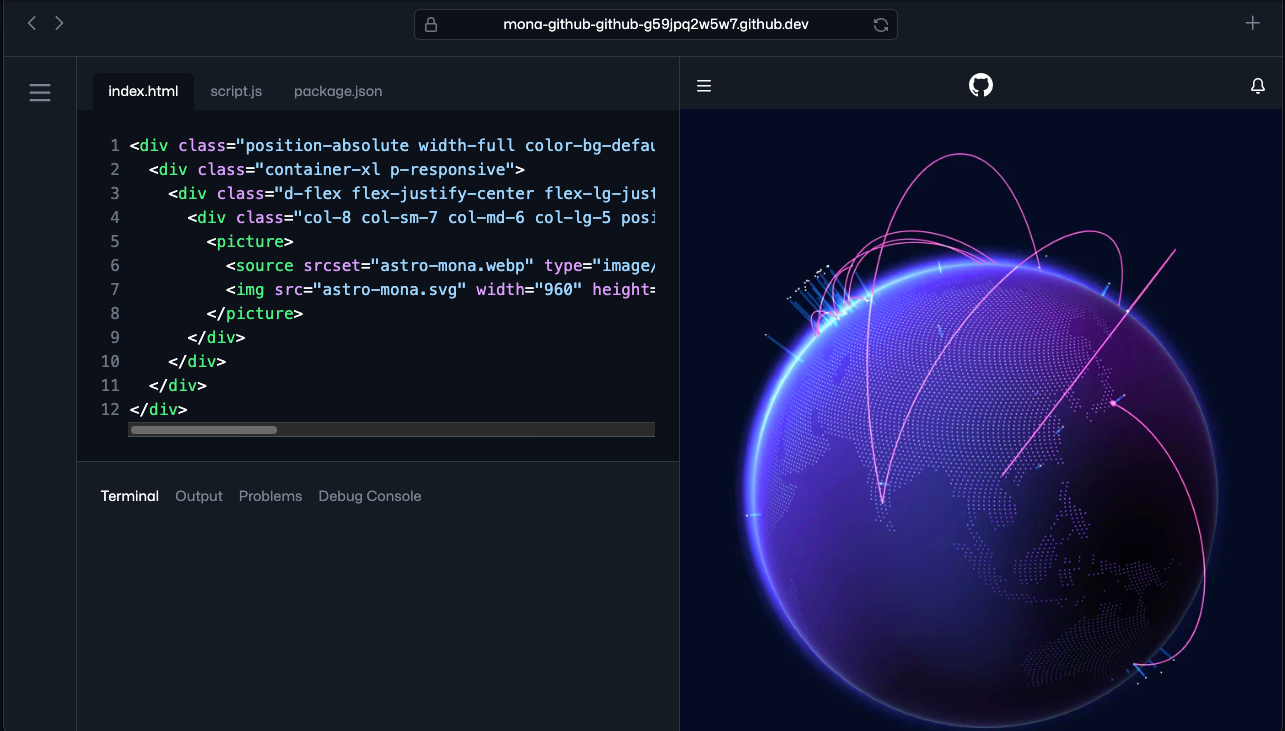 mona-github-github-g59jpq2w5w7.github.dev
index.html script.js package.json
1 <div class="position-absolute width-full color-bg-defau
2 <div class="container-xl p-responsive">
3 <div class="d-flex flex-justify-center flex-lg-just
4 <div class="col-8 col-sm-7 col-md-6 col-lg-5 posi
5 <picture>
6 <source srcset="astro-mona.webp" type="image/
7 <img src="astro-mona.svg" width="960" height=
8 </picture>
9 </div>
10 </div>
11 </div>
12 </div>
Terminal Output Problems Debug Console